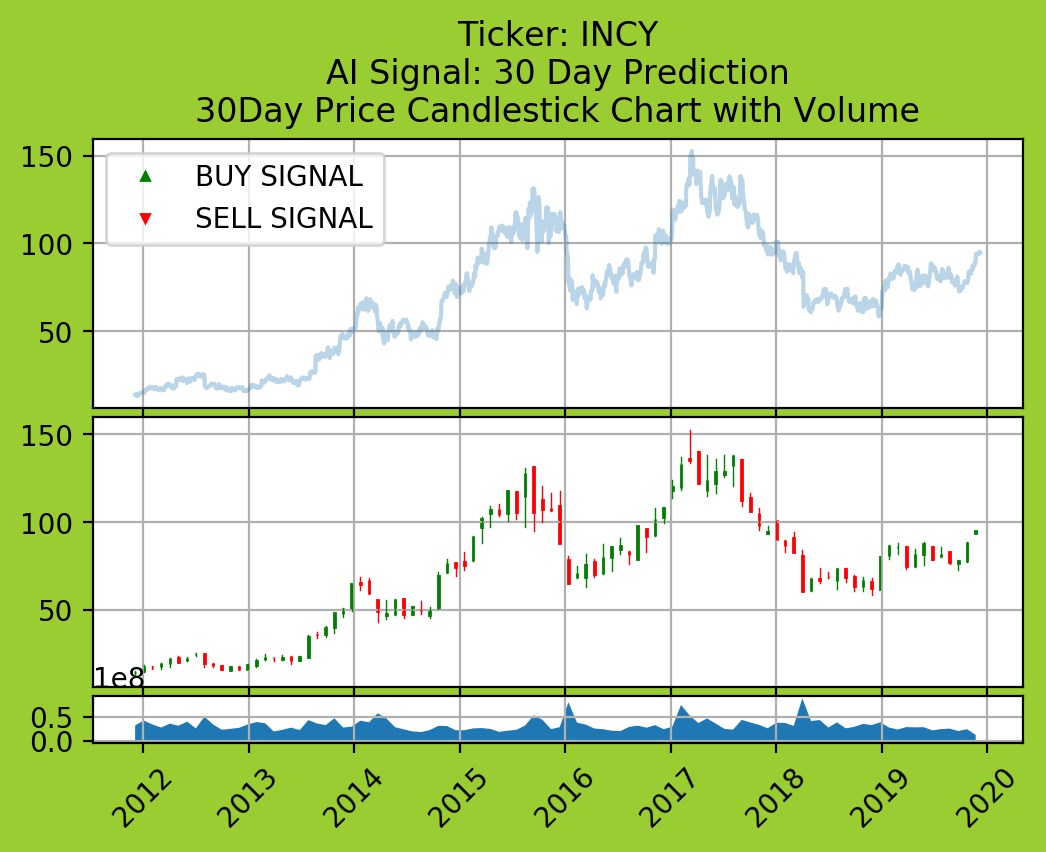 Ticker: INCY
AI Signal: 30 Day Prediction
30Day Price Candlestick Chart with Volume
150
100
50
BUY SIGNAL
SELL SIGNAL
150
100
50
1e8
0.5
0.0
2012
2013
2014
2015
2016
2017
2018
2019
2020